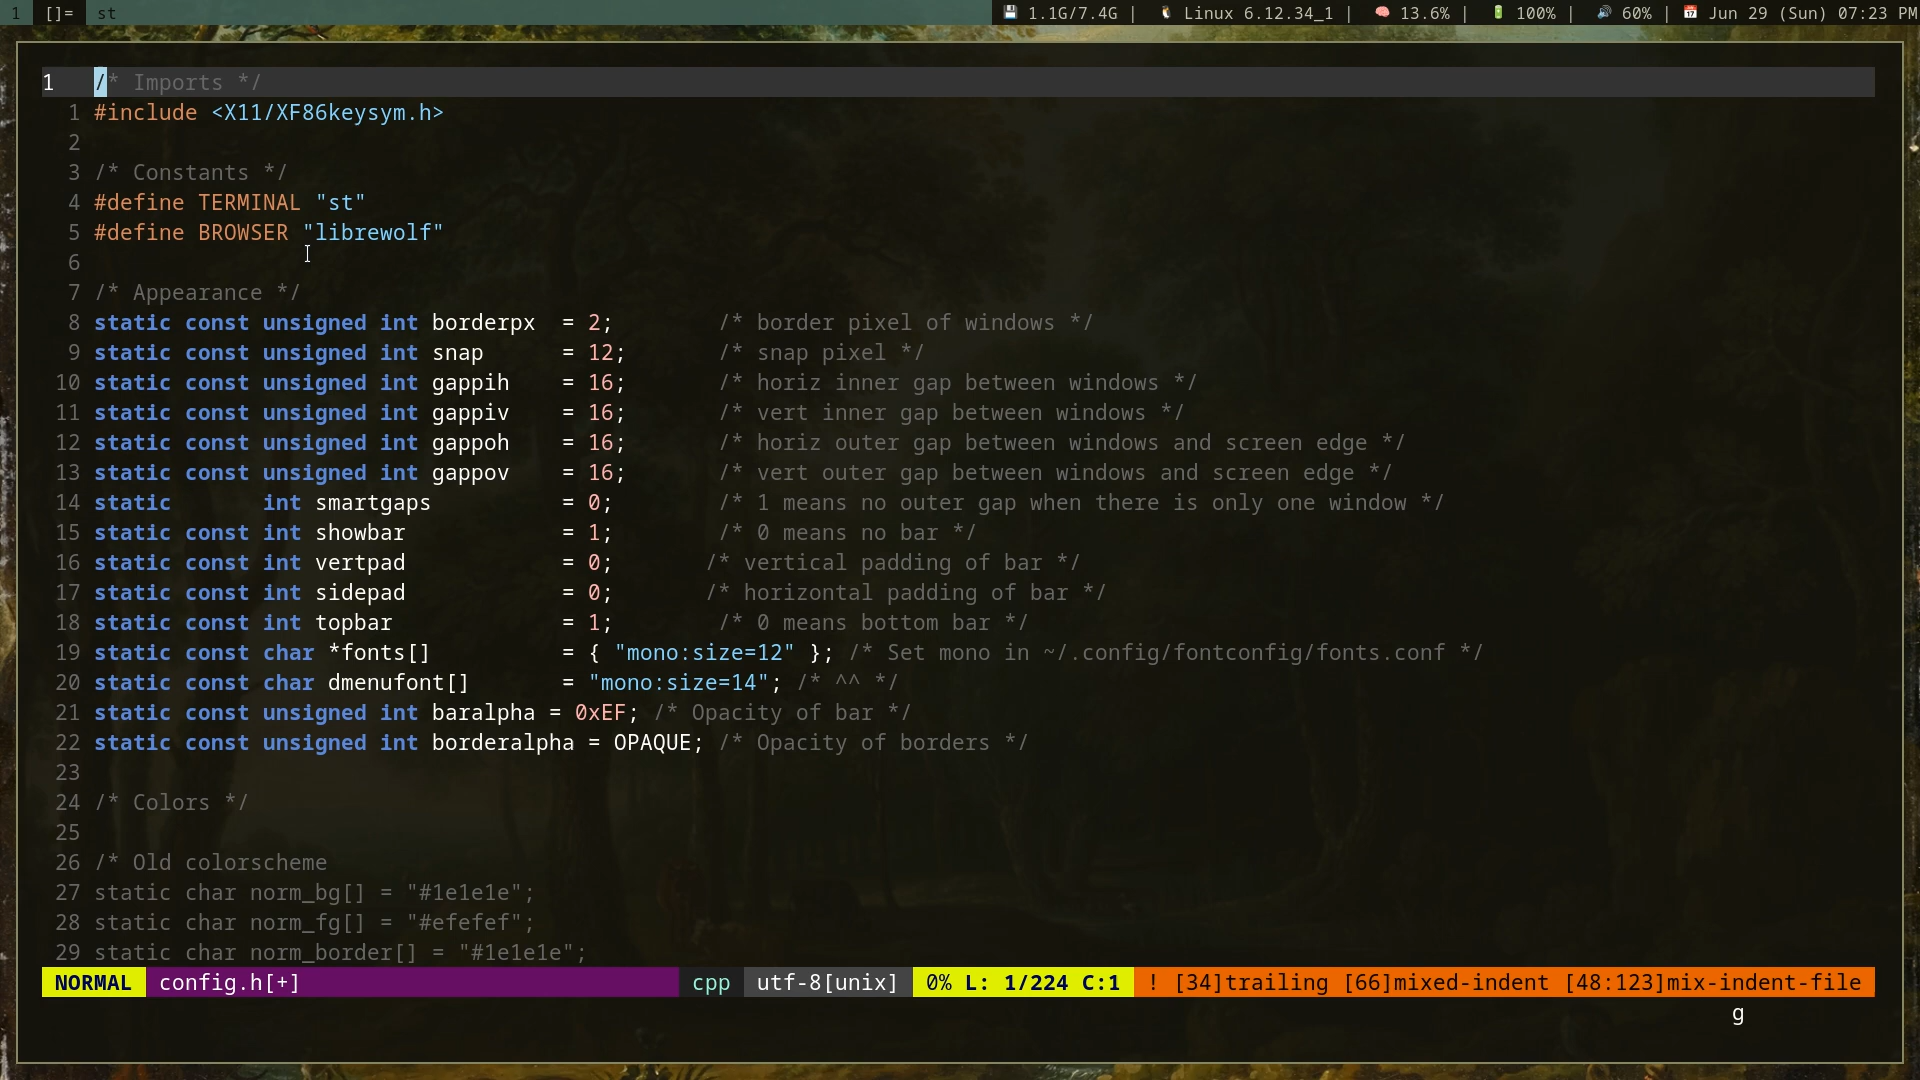 1 []= st 1.1G/7.4G | Linux 6.12.34_1 | 13.6% | 100% | 60% | Jun 29 (Sun) 07:23 PM
1 /* Imports */
1 #include <X11/XF86keysym.h>
2
3 /* Constants */
4 #define TERMINAL "st"
5 #define BROWSER "librewolf"
6
7 /* Appearance */
8 static const unsigned int borderpx  = 2;        /* border pixel of windows */
9 static const unsigned int snap      = 12;       /* snap pixel */
10 static const unsigned int gappih    = 16;       /* horiz inner gap between windows */
11 static const unsigned int gappiv    = 16;       /* vert inner gap between windows */
12 static const unsigned int gappoh    = 16;       /* horiz outer gap between windows and screen edge */
13 static const unsigned int gappov    = 16;       /* vert outer gap between windows and screen edge */
14 static       int smartgaps          = 0;        /* 1 means no outer gap when there is only one window */
15 static const int showbar            = 1;        /* 0 means no bar */
16 static const int vertpad            = 0;       /* vertical padding of bar */
17 static const int sidepad            = 0;       /* horizontal padding of bar */
18 static const int topbar             = 1;        /* 0 means bottom bar */
19 static const char *fonts[]          = { "mono:size=12" }; /* Set mono in ~/.config/fontconfig/fonts.conf */
20 static const char dmenufont[]       = "mono:size=14"; /* ^^ */
21 static const unsigned int baralpha = 0xEF; /* Opacity of bar */
22 static const unsigned int borderalpha = OPAQUE; /* Opacity of borders */
23
24 /* Colors */
25
26 /* Old colorscheme
27 static char norm_bg[] = "#1e1e1e";
28 static char norm_fg[] = "#efefef";
29 static char norm_border[] = "#1e1e1e";
NORMAL config.h[+] cpp utf-8[unix] 0% L: 1/224 C:1 ! [34]trailing [66]mixed-indent [48:123]mix-indent-file
g